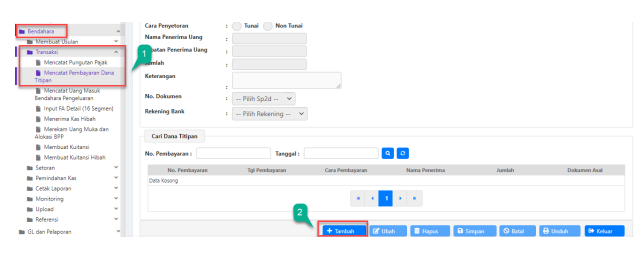 Bendahara
Membuat Usulan
Transaksi
Mencatat Pungutan Pajak
Mencatat Pembayaran Dana
Titipan
Mencatat Uang Masuk
Bendahara Pengeluaran
Input FA Detail (16 Segmen)
Menerima Kas Hibah
Merekam Uang Muka dan
Alokasi BPP
Membuat Kuitansi
Membuat Kuitansi Hibah
Setoran
Pemindahan Kas
Cetak Laporan
Monitoring
Upload
Referensi
GL dan Pelaporan
1
Cara Penyetoran : Tunai Non Tunai
Nama Penerima Uang :
batan Penerima Uang :
Jumlah :
Keterangan :
No. Dokumen : -- Pilih Sp2d --
Rekening Bank : -- Pilih Rekening --
Cari Dana Titipan
No. Pembayaran : Tanggal :
No. Pembayaran Tgl Pembayaran Cara Pembayaran Nama Penerima Jumlah Dokumen Asal
Data Kosong
« ‹ 1 › »
2
+ Tambah Ubah Hapus Simpan Batal Unduh Keluar